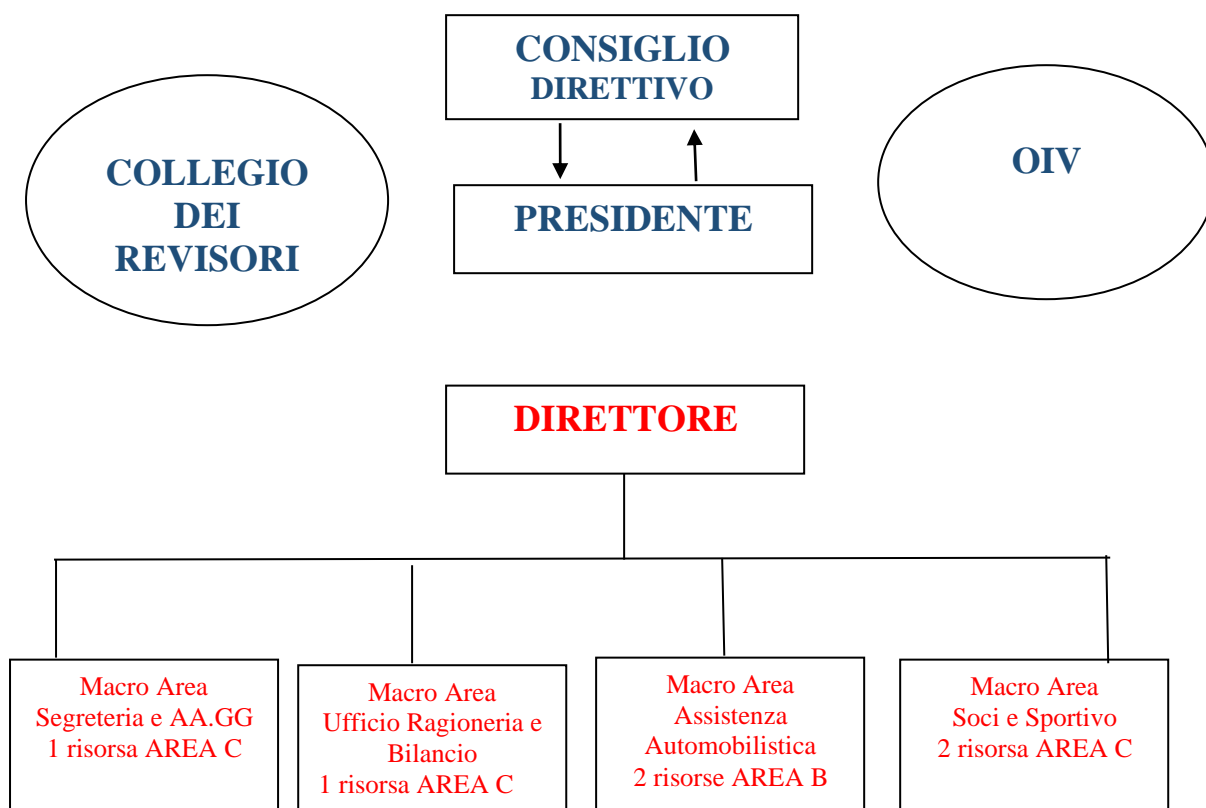 CONSIGLIO
DIRETTIVO
COLLEGIO
DEI
REVISORI
OIV
PRESIDENTE
DIRETTORE
Macro Area
Segreteria e AA.GG
1 risorsa AREA C
Macro Area
Ufficio Ragioneria e
Bilancio
1 risorsa AREA C
Macro Area
Assistenza
Automobilistica
2 risorse AREA B
Macro Area
Soci e Sportivo
2 risorsa AREA C